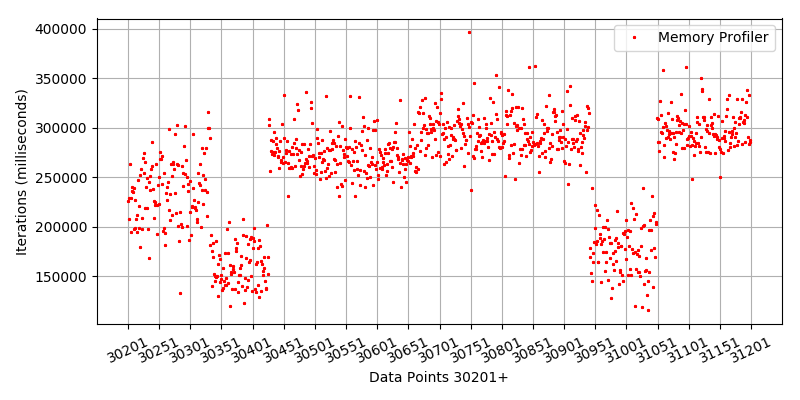 400000
Memory Profiler
350000
300000
250000
200000
150000
Iterations (milliseconds)
30201 30251 30301 30351 30401 30451 30501 30551 30601 30651 30701 30751 30801 30851 30901 30951 31001 31051 31101 31151 31201
Data Points 30201+